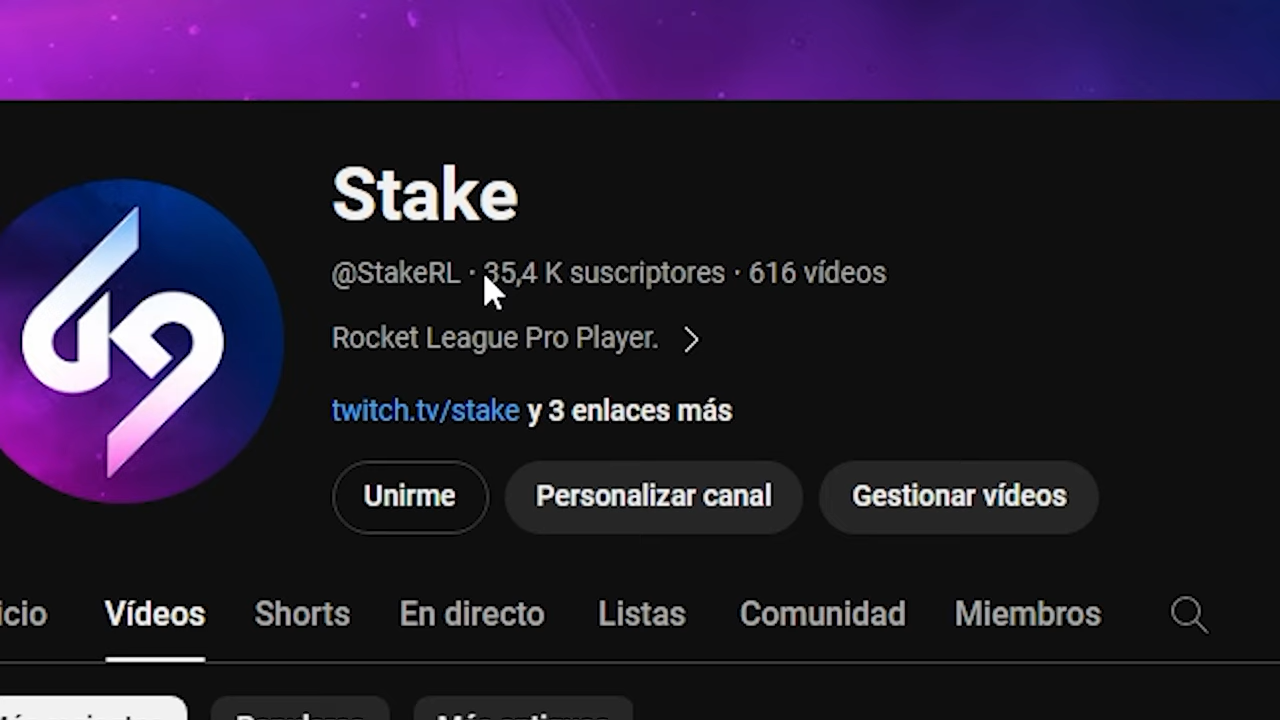 Stake
@StakeRL · 35,4 K suscriptores · 616 vídeos
Rocket League Pro Player.
twitch.tv/stake y 3 enlaces más
Unirme Personalizar canal Gestionar vídeos
icio Vídeos Shorts En directo Listas Comunidad Miembros